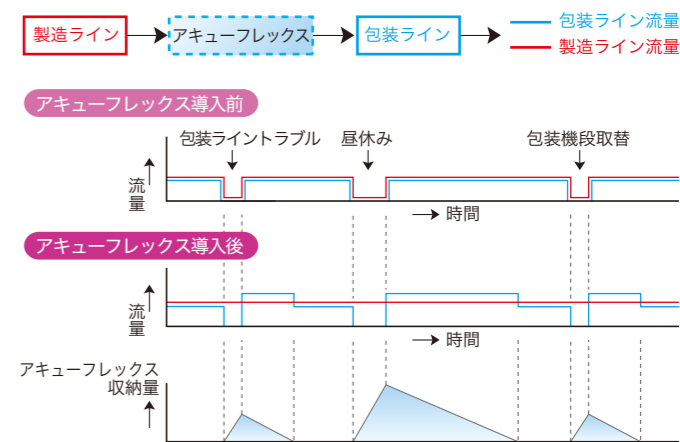 製造ライン
アキューフレックス
包装ライン
包装ライン流量
製造ライン流量
アキューフレックス導入前
包装ライントラブル
昼休み
包装機段取替
流量
時間
アキューフレックス導入後
流量
時間
アキューフレックス
収納量